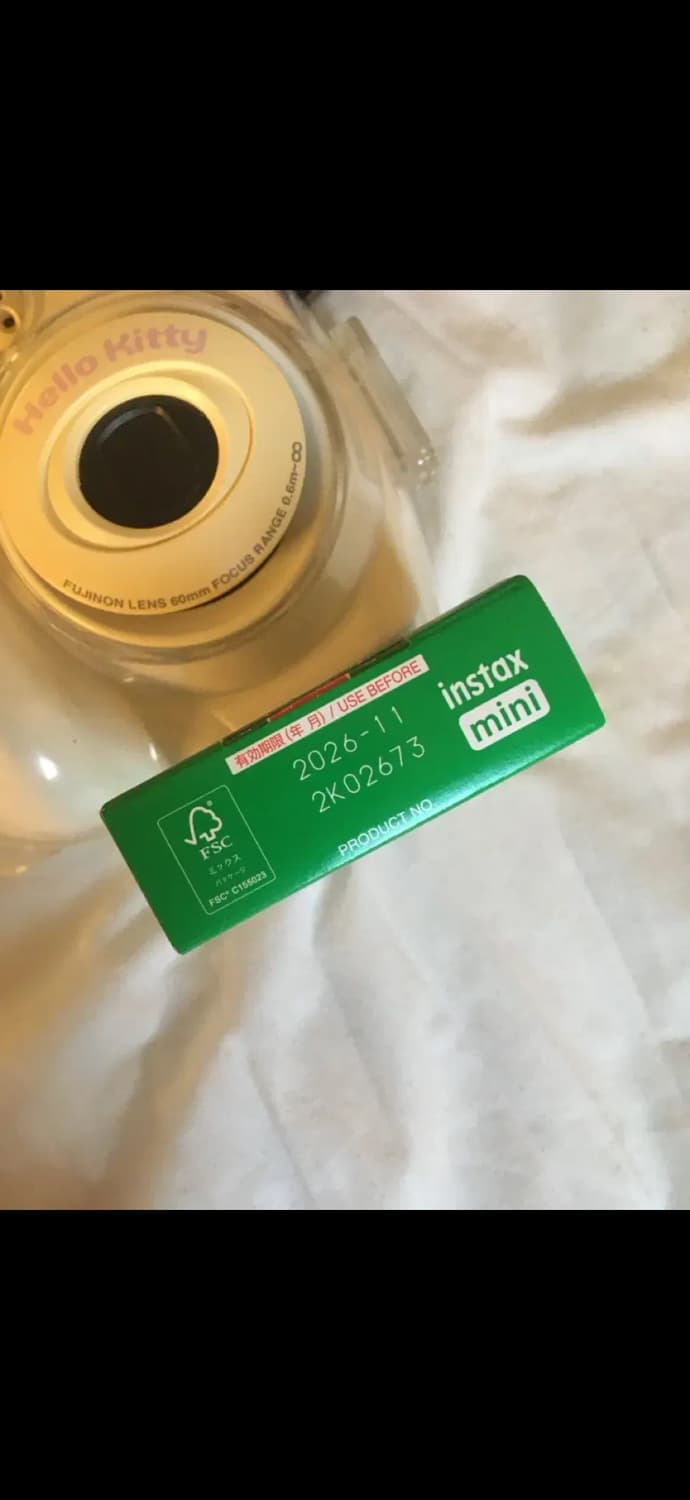 Hello Kitty
FUJINON LENS 60mm FOCUS RANGE 0.6m~∞
有効期限(年 月) / USE BEFORE
2026-11
2K02673
PRODUCT NO.
instax
mini
FSC
ミックス
パッケージ
FSC® C155023